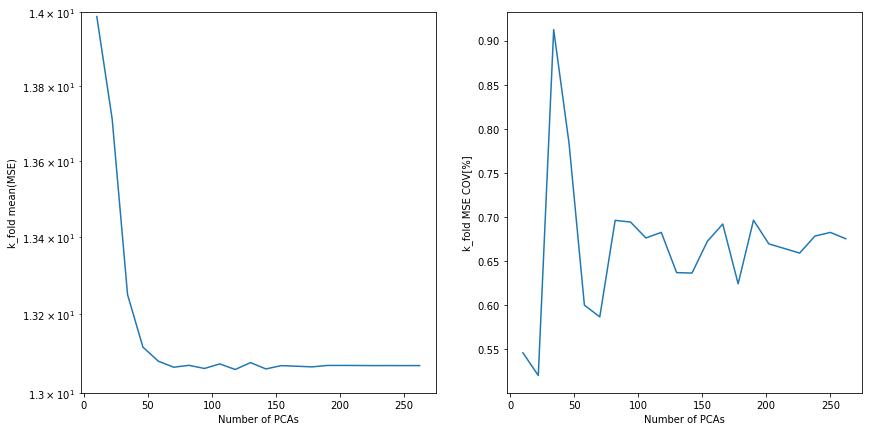 1.4 × 10¹
1.38 × 10¹
1.36 × 10¹
1.34 × 10¹
1.32 × 10¹
1.3 × 10¹
k_fold mean(MSE)
0 50 100 150 200 250
Number of PCAs
0.90
0.85
0.80
0.75
0.70
0.65
0.60
0.55
k_fold MSE COV[%]
0 50 100 150 200 250
Number of PCAs